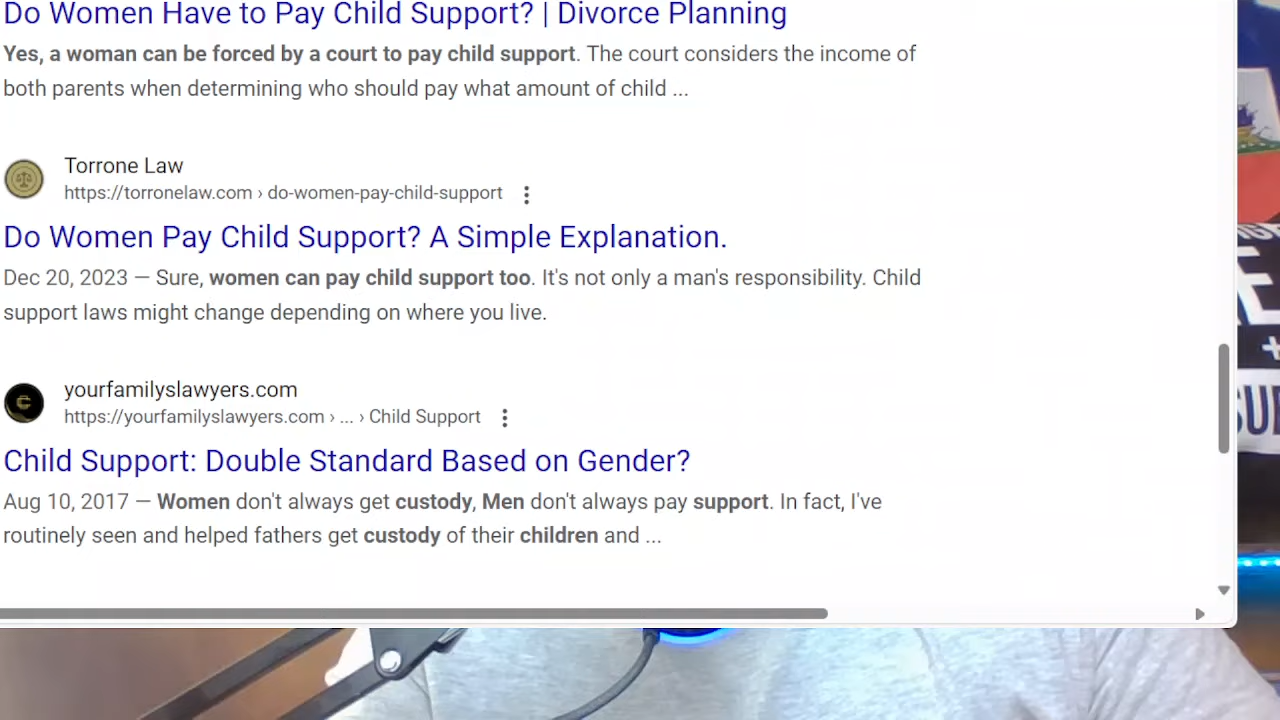 Do Women Have to Pay Child Support? | Divorce Planning
Yes, a woman can be forced by a court to pay child support. The court considers the income of
both parents when determining who should pay what amount of child ...
Torrone Law
https://torronelaw.com › do-women-pay-child-support
Do Women Pay Child Support? A Simple Explanation.
Dec 20, 2023 — Sure, women can pay child support too. It's not only a man's responsibility. Child
support laws might change depending on where you live.
yourfamilyslawyers.com
https://yourfamilyslawyers.com › ... › Child Support
Child Support: Double Standard Based on Gender?
Aug 10, 2017 — Women don't always get custody, Men don't always pay support. In fact, I've
routinely seen and helped fathers get custody of their children and ...